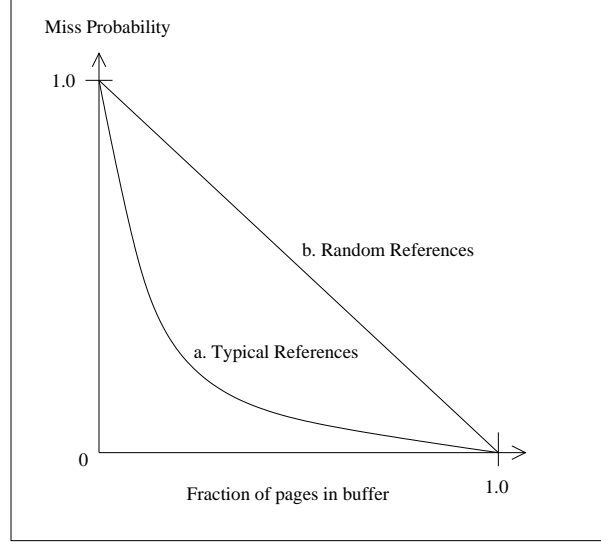 Miss Probability
1.0
b. Random References
a. Typical References
0
1.0
Fraction of pages in buffer